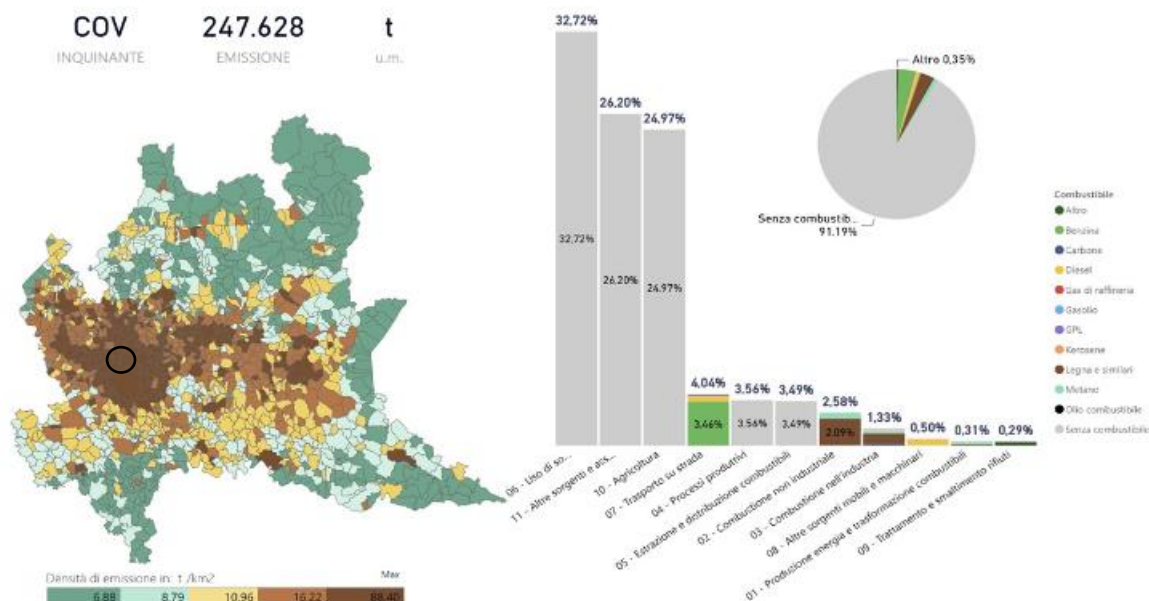 COV 247.628 t
INQUINANTE EMISSIONE u.m.
Densità di emissione in: t /km2 Max
6.88 8.79 10.96 16.22 88.40
32,72%
26,20%
24,97%
4,04%
3,56%
3,49%
2,58%
1,33%
0,50%
0,31%
0,29%
32,72%
26,20%
24,97%
3,46%
3,56%
3,49%
2,09%
06 - Uso di so...
11 - Altre sorgenti e ass...
10 - Agricoltura
07 - Trasporto su strada
04 - Processi produttivi
05 - Estrazione e distribuzione combustibili
02 - Combustione non industriale
03 - Combustione nell'industria
08 - Altre sorgenti mobili e macchinari
01 - Produzione energia e trasformazione combustibili
09 - Trattamento e smaltimento rifiuti
Altro 0,35%
Senza combustib...
91.19%
Combustibile
Altro
Benzina
Carbone
Diesel
Gas di raffineria
Gasolio
GPL
Kerosene
Legna e similari
Metano
Olio combustibile
Senza combustibile